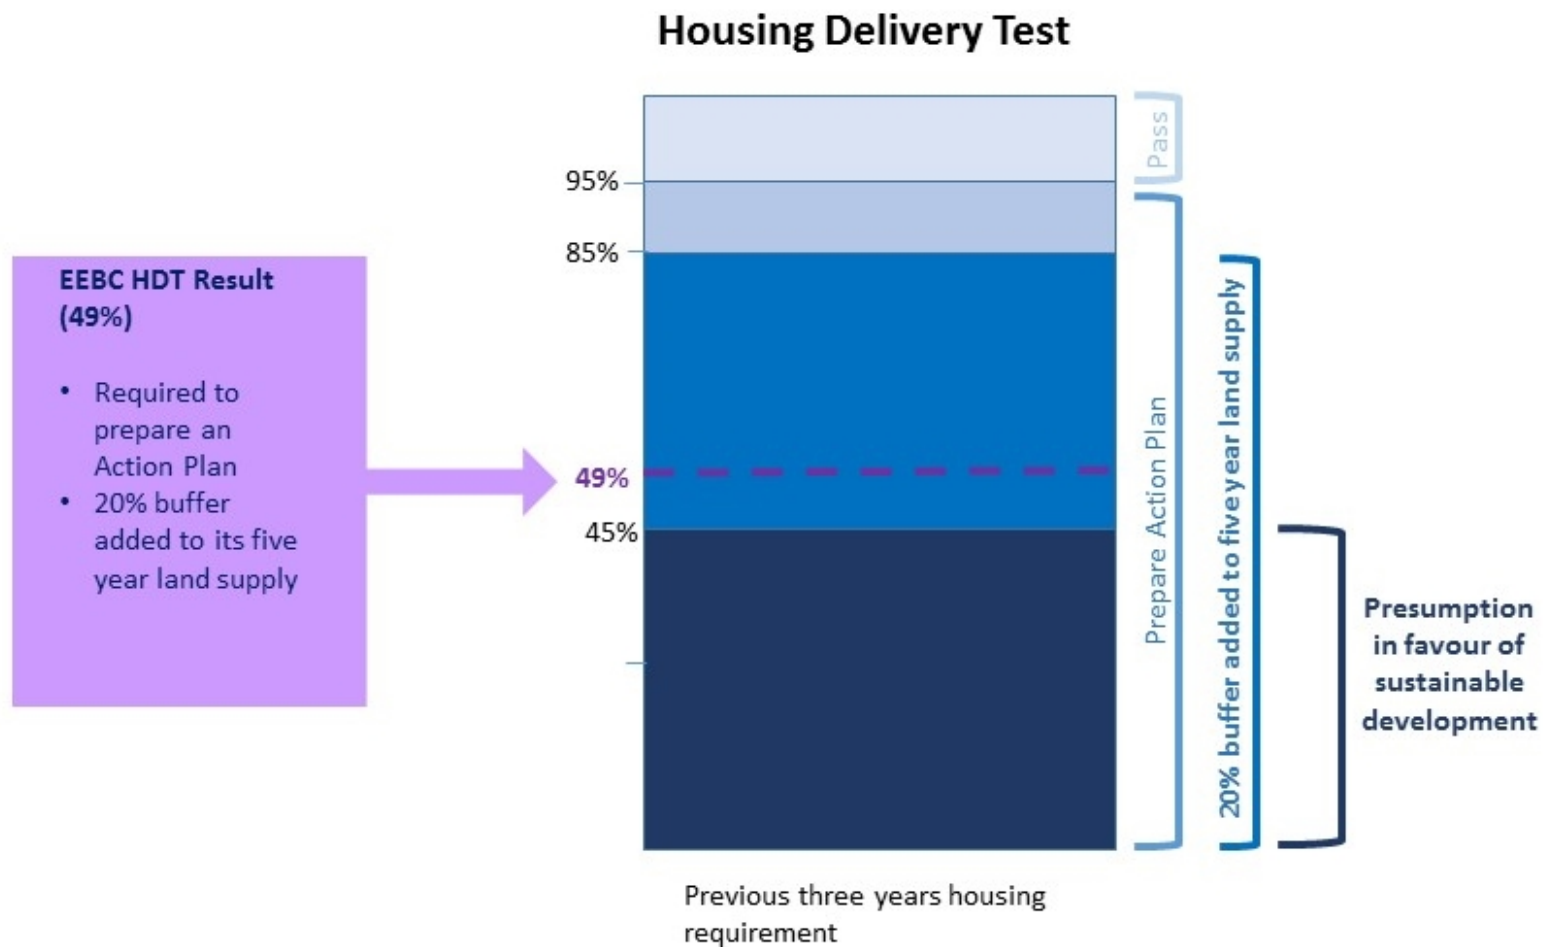 Housing Delivery Test
Pass
95%
85%
EEBC HDT Result
(49%)
• Required to
prepare an
Action Plan
• 20% buffer
added to its five
year land supply
49%
45%
Prepare Action Plan
20% buffer added to five year land supply
Presumption
in favour of
sustainable
development
Previous three years housing
requirement